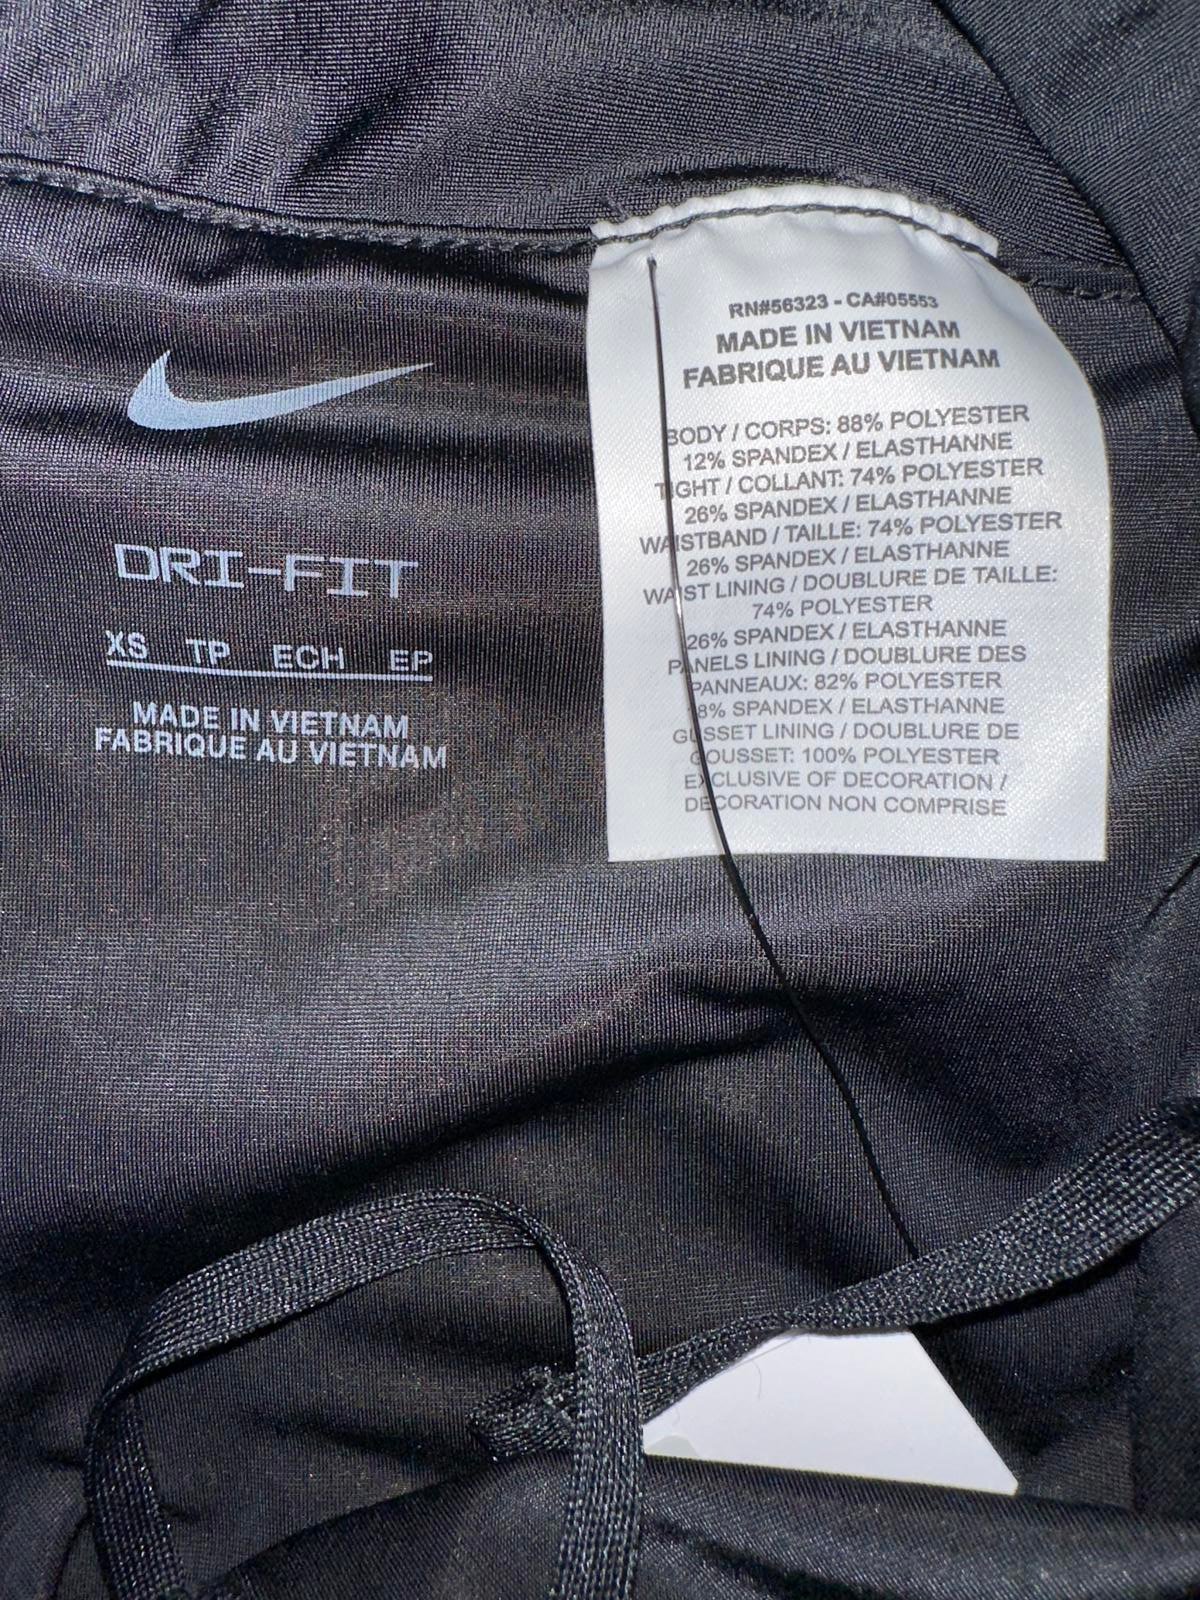 DRI-FIT
XS TP ECH EP
MADE IN VIETNAM
FABRIQUE AU VIETNAM
RN#56323 - CA#05553
MADE IN VIETNAM
FABRIQUE AU VIETNAM
BODY / CORPS: 88% POLYESTER
12% SPANDEX / ELASTHANNE
TIGHT / COLLANT: 74% POLYESTER
26% SPANDEX / ELASTHANNE
WAISTBAND / TAILLE: 74% POLYESTER
26% SPANDEX / ELASTHANNE
WAIST LINING / DOUBLURE DE TAILLE:
74% POLYESTER
26% SPANDEX / ELASTHANNE
PANELS LINING / DOUBLURE DES
PANNEAUX: 82% POLYESTER
18% SPANDEX / ELASTHANNE
GUSSET LINING / DOUBLURE DE
GOUSSET: 100% POLYESTER
EXCLUSIVE OF DECORATION /
DECORATION NON COMPRISE